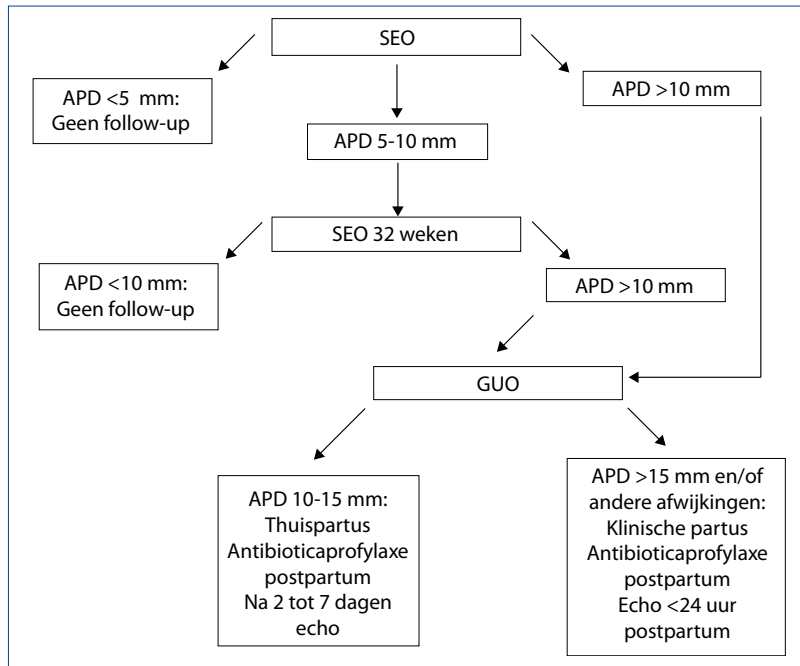 SEO
APD <5 mm:
Geen follow-up
APD >10 mm
APD 5-10 mm
SEO 32 weken
APD <10 mm:
Geen follow-up
APD >10 mm
GUO
APD 10-15 mm:
Thuispartus
Antibioticaprofylaxe
postpartum
Na 2 tot 7 dagen
echo
APD >15 mm en/of
andere afwijkingen:
Klinische partus
Antibioticaprofylaxe
postpartum
Echo <24 uur
postpartum